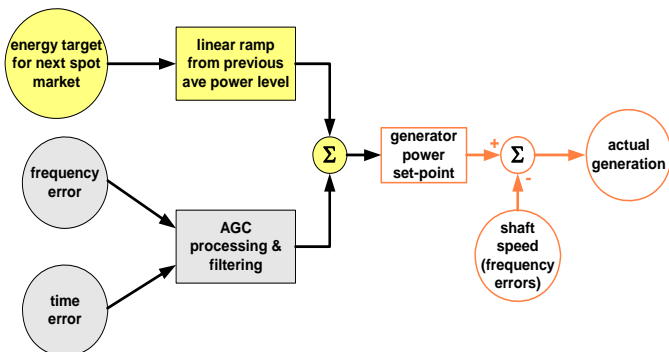 energy target
for next spot
market
linear ramp
from previous
ave power level
frequency
error
time
error
AGC
processing &
filtering
Σ
generator
power
set-point
+
Σ
-
shaft
speed
(frequency
errors)
actual
generation